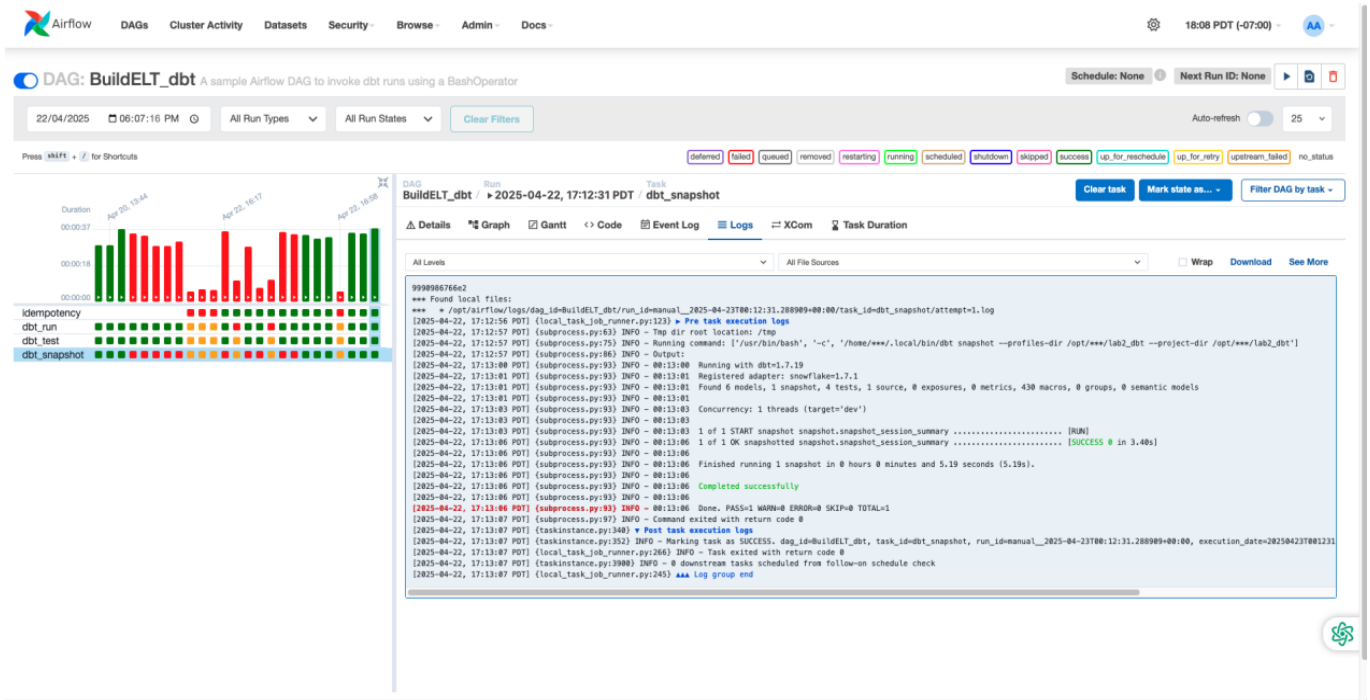 Airflow DAGs Cluster Activity Datasets Security Browse Admin Docs 18:08 PDT (-07:00) AA
DAG: BuildELT_dbt A sample Airflow DAG to invoke dbt runs using a BashOperator Schedule: None Next Run ID: None
22/04/2025 06:07:16 PM All Run Types All Run States Clear Filters Auto-refresh 25
Press shift + / for Shortcuts deferred failed queued removed restarting running scheduled shutdown skipped success up_for_reschedule up_for_retry upstream_failed no_status
DAG Run Task
BuildELT_dbt / 2025-04-22, 17:12:31 PDT / dbt_snapshot Clear task Mark state as... Filter DAG by task
Duration Apr 20, 13:44 Apr 22, 16:17 Apr 22, 16:58
00:00:37
00:00:18
00:00:00
idempotency
dbt_run
dbt_test
dbt_snapshot
Details Graph Gantt Code Event Log Logs XCom Task Duration
All Levels All File Sources Wrap Download See More
9990986766e2
*** Found local files:
*** * /opt/airflow/logs/dag_id=BuildELT_dbt/run_id=manual__2025-04-23T00:12:31.288909+00:00/task_id=dbt_snapshot/attempt=1.log
[2025-04-22, 17:12:56 PDT] {local_task_job_runner.py:123} ▶ Pre task execution logs
[2025-04-22, 17:12:57 PDT] {subprocess.py:63} INFO - Tmp dir root location: /tmp
[2025-04-22, 17:12:57 PDT] {subprocess.py:75} INFO - Running command: ['/usr/bin/bash', '-c', '/home/***/.local/bin/dbt snapshot --profiles-dir /opt/***/lab2_dbt --project-dir /opt/***/lab2_dbt']
[2025-04-22, 17:12:57 PDT] {subprocess.py:86} INFO - Output:
[2025-04-22, 17:13:00 PDT] {subprocess.py:93} INFO - 00:13:00 Running with dbt=1.7.19
[2025-04-22, 17:13:01 PDT] {subprocess.py:93} INFO - 00:13:01 Registered adapter: snowflake=1.7.1
[2025-04-22, 17:13:01 PDT] {subprocess.py:93} INFO - 00:13:01 Found 6 models, 1 snapshot, 4 tests, 1 source, 0 exposures, 0 metrics, 430 macros, 0 groups, 0 semantic models
[2025-04-22, 17:13:01 PDT] {subprocess.py:93} INFO - 00:13:01
[2025-04-22, 17:13:03 PDT] {subprocess.py:93} INFO - 00:13:03 Concurrency: 1 threads (target='dev')
[2025-04-22, 17:13:03 PDT] {subprocess.py:93} INFO - 00:13:03
[2025-04-22, 17:13:03 PDT] {subprocess.py:93} INFO - 00:13:03 1 of 1 START snapshot snapshot.snapshot_session_summary ........................ [RUN]
[2025-04-22, 17:13:06 PDT] {subprocess.py:93} INFO - 00:13:06 1 of 1 OK snapshotted snapshot.snapshot_session_summary ........................ [SUCCESS 0 in 3.40s]
[2025-04-22, 17:13:06 PDT] {subprocess.py:93} INFO - 00:13:06
[2025-04-22, 17:13:06 PDT] {subprocess.py:93} INFO - 00:13:06 Finished running 1 snapshot in 0 hours 0 minutes and 5.19 seconds (5.19s).
[2025-04-22, 17:13:06 PDT] {subprocess.py:93} INFO - 00:13:06 Completed successfully
[2025-04-22, 17:13:06 PDT] {subprocess.py:93} INFO - 00:13:06
[2025-04-22, 17:13:06 PDT] {subprocess.py:93} INFO - 00:13:06 Done. PASS=1 WARN=0 ERROR=0 SKIP=0 TOTAL=1
[2025-04-22, 17:13:07 PDT] {subprocess.py:97} INFO - Command exited with return code 0
[2025-04-22, 17:13:07 PDT] {taskinstance.py:340} ▼ Post task execution logs
[2025-04-22, 17:13:07 PDT] {taskinstance.py:352} INFO - Marking task as SUCCESS. dag_id=BuildELT_dbt, task_id=dbt_snapshot, run_id=manual__2025-04-23T00:12:31.288909+00:00, execution_date=20250423T001231
[2025-04-22, 17:13:07 PDT] {local_task_job_runner.py:266} INFO - Task exited with return code 0
[2025-04-22, 17:13:07 PDT] {taskinstance.py:3900} INFO - 0 downstream tasks scheduled from follow-on schedule check
[2025-04-22, 17:13:07 PDT] {local_task_job_runner.py:245} ▲▲▲ Log group end